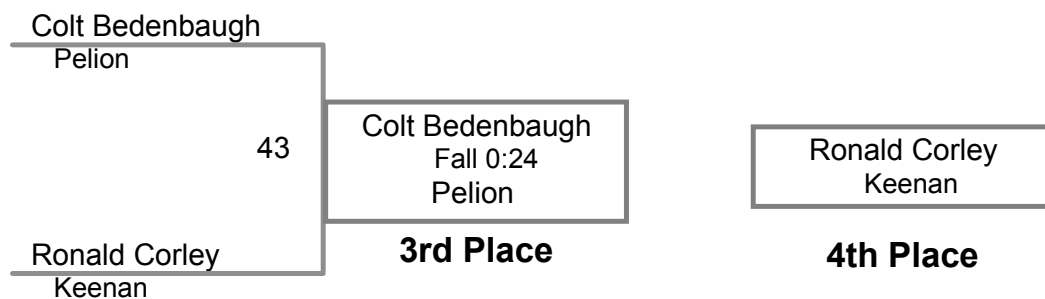 Colt Bedenbaugh
Pelion
43
Colt Bedenbaugh
Fall 0:24
Pelion
3rd Place
Ronald Corley
Keenan
4th Place
Ronald Corley
Keenan